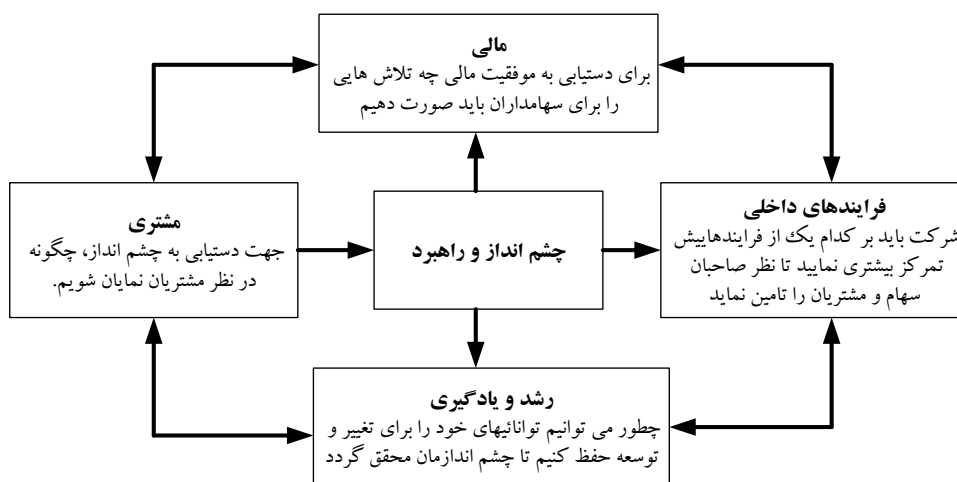 مالی
برای دستیابی به موفقیت مالی چه تلاش هایی
را برای سهامداران باید صورت دهیم
فرایندهای داخلی
شرکت باید بر کدام یک از فرایندهاییش
تمرکز بیشتری نمایید تا نظر صاحبان
سهام و مشتریان را تامین نماید
چشم انداز و راهبرد
مشتری
جهت دستیابی به چشم انداز، چگونه
در نظر مشتریان نمایان شویم.
رشد و یادگیری
چطور می توانیم توانائیهای خود را برای تغییر و
توسعه حفظ کنیم تا چشم اندازمان محقق گردد